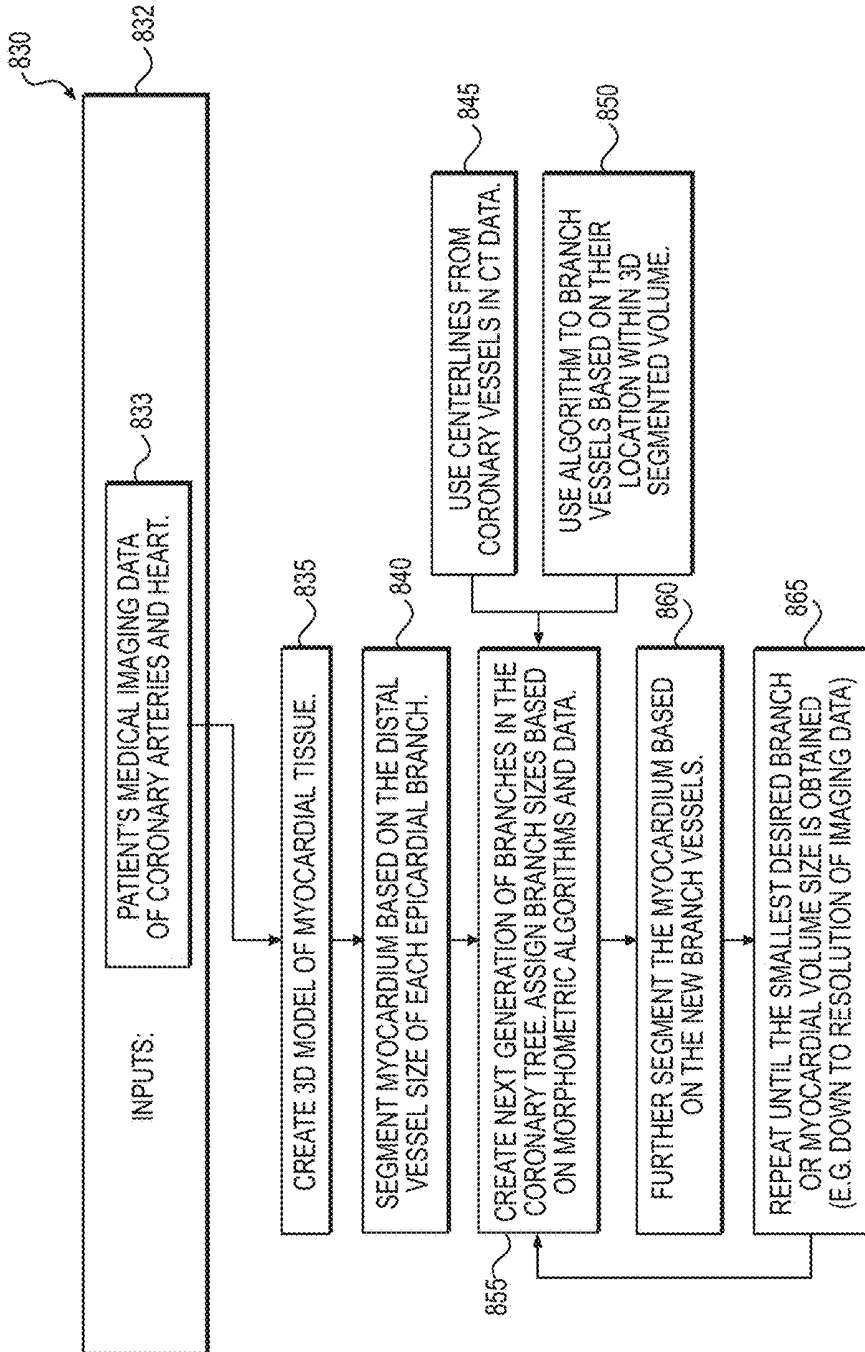 830
832
INPUTS:
833
PATIENT'S MEDICAL IMAGING DATA
OF CORONARY ARTERIES AND HEART.
835
CREATE 3D MODEL OF MYOCARDIAL TISSUE.
840
SEGMENT MYOCARDIUM BASED ON THE DISTAL
VESSEL SIZE OF EACH EPICARDIAL BRANCH.
845
USE CENTERLINES FROM
CORONARY VESSELS IN CT DATA.
850
USE ALGORITHM TO BRANCH
VESSELS BASED ON THEIR
LOCATION WITHIN 3D
SEGMENTED VOLUME.
855
CREATE NEXT GENERATION OF BRANCHES IN THE
CORONARY TREE. ASSIGN BRANCH SIZES BASED
ON MORPHOMETRIC ALGORITHMS AND DATA.
860
FURTHER SEGMENT THE MYOCARDIUM BASED
ON THE NEW BRANCH VESSELS.
865
REPEAT UNTIL THE SMALLEST DESIRED BRANCH
OR MYOCARDIAL VOLUME SIZE IS OBTAINED
(E.G. DOWN TO RESOLUTION OF IMAGING DATA)